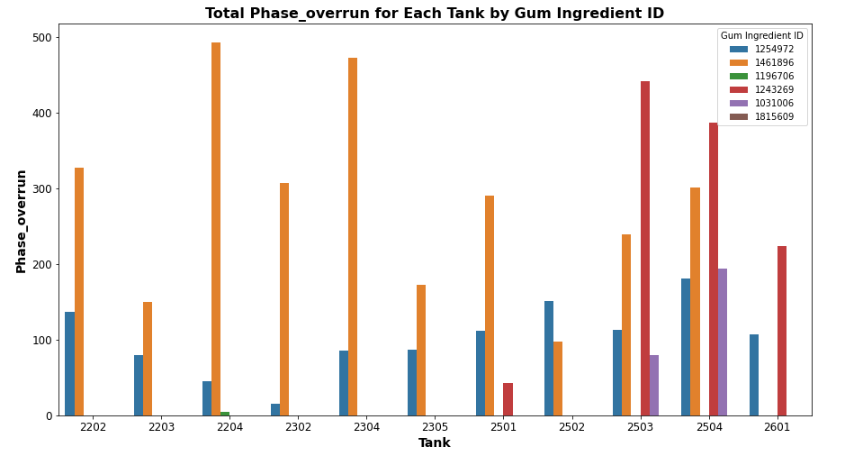 Total Phase_overrun for Each Tank by Gum Ingredient ID
Gum Ingredient ID
1254972
1461896
1196706
1243269
1031006
1815609
Phase_overrun
500
400
300
200
100
0
2202 2203 2204 2302 2304 2305 2501 2502 2503 2504 2601
Tank